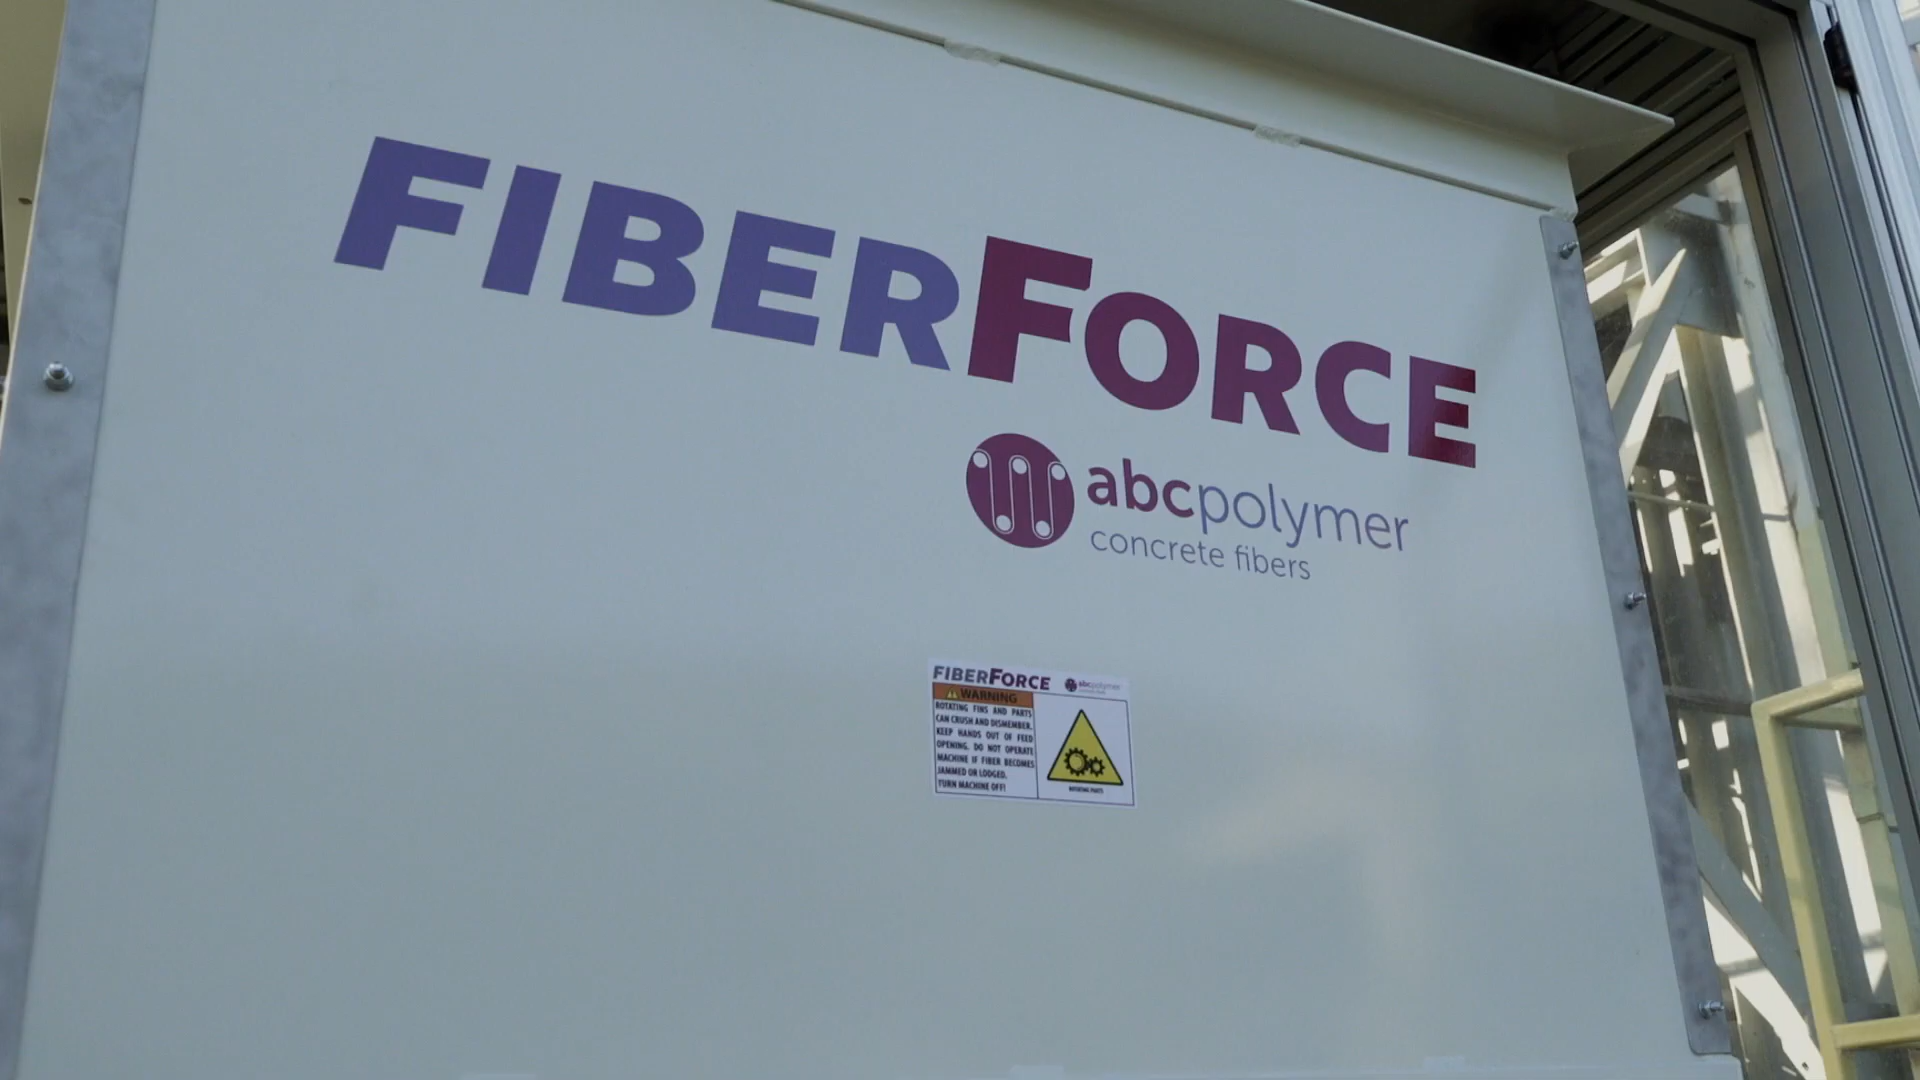 FIBERFORCE
abcpolymer
concrete fibers
FIBERFORCE abcpolymer
WARNING
ROTATING FINS AND PARTS
CAN CRUSH AND DISMEMBER.
KEEP HANDS OUT OF FEED
OPENING. DO NOT OPERATE
MACHINE IF FIBER BECOMES
JAMMED OR LODGED.
TURN MACHINE OFF!
ROTATING PARTS